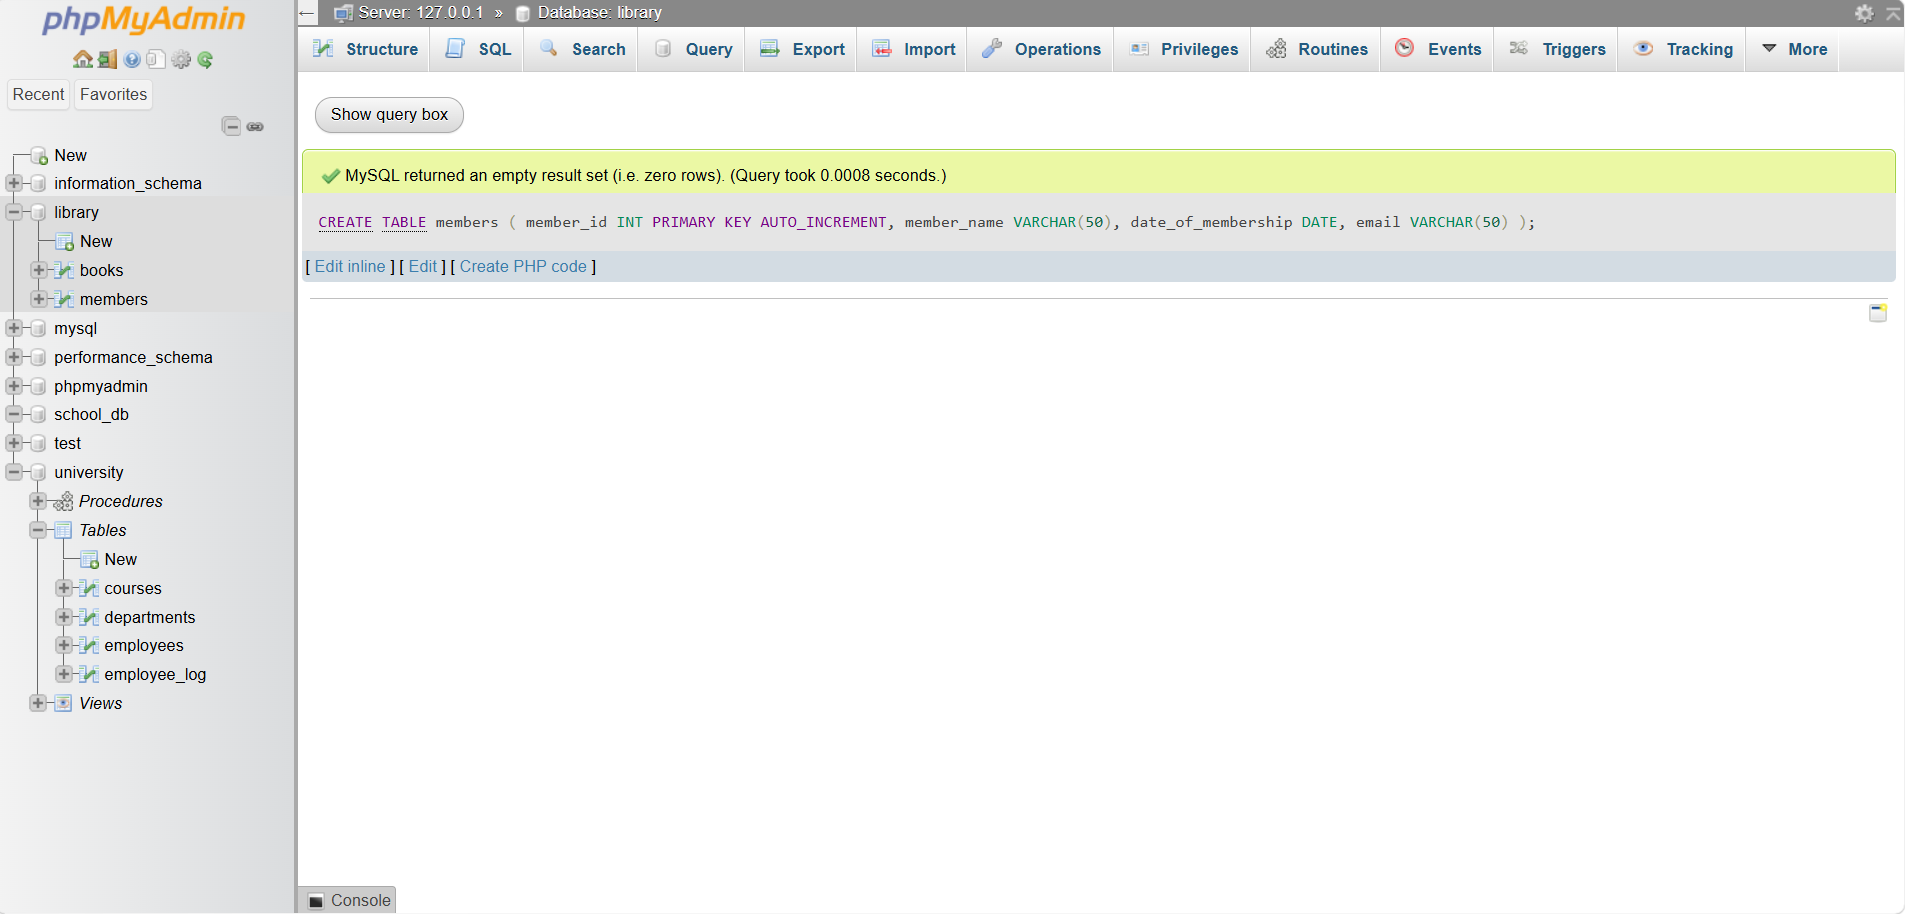 phpMyAdmin
Recent Favorites
New
information_schema
library
New
books
members
mysql
performance_schema
phpmyadmin
school_db
test
university
Procedures
Tables
New
courses
departments
employees
employee_log
Views
Server: 127.0.0.1 » Database: library
Structure SQL Search Query Export Import Operations Privileges Routines Events Triggers Tracking More
Show query box
MySQL returned an empty result set (i.e. zero rows). (Query took 0.0008 seconds.)
CREATE TABLE members ( member_id INT PRIMARY KEY AUTO_INCREMENT, member_name VARCHAR(50), date_of_membership DATE, email VARCHAR(50) );
[ Edit inline ] [ Edit ] [ Create PHP code ]
Console